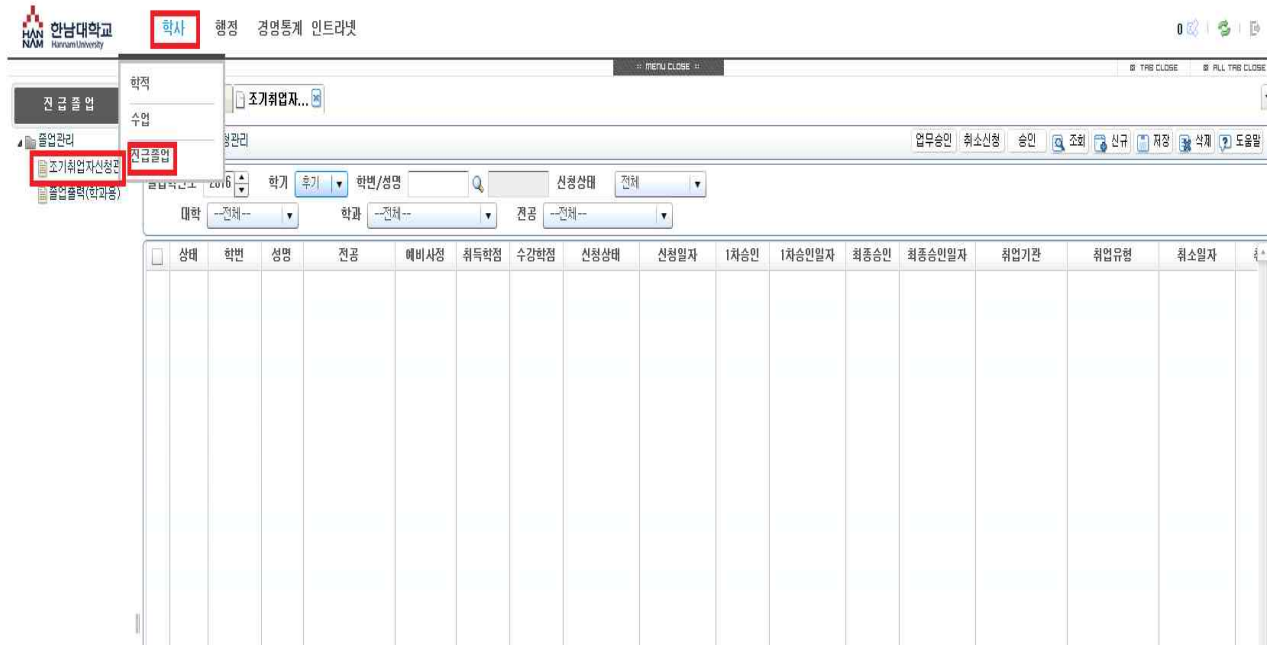 한남대학교
HAN NAM Hannam University
학사 행정 경영통계 인트라넷
0
:: MENU CLOSE ::
TAB CLOSE ALL TAB CLOSE
학적
수업
진급졸업
진급졸업
조기취업자...
졸업관리
조기취업자신청관
졸업출력(학과용)
청관리
업무승인 취소신청 승인 조회 신규 저장 삭제 도움말
2016 학기 후기 학번/성명 신청상태 전체
대학 --전체-- 학과 --전체-- 전공 --전체--
상태 학번 성명 전공 예비사정 취득학점 수강학점 신청상태 신청일자 1차승인 1차승인일자 최종승인 최종승인일자 취업기관 취업유형 취소일자